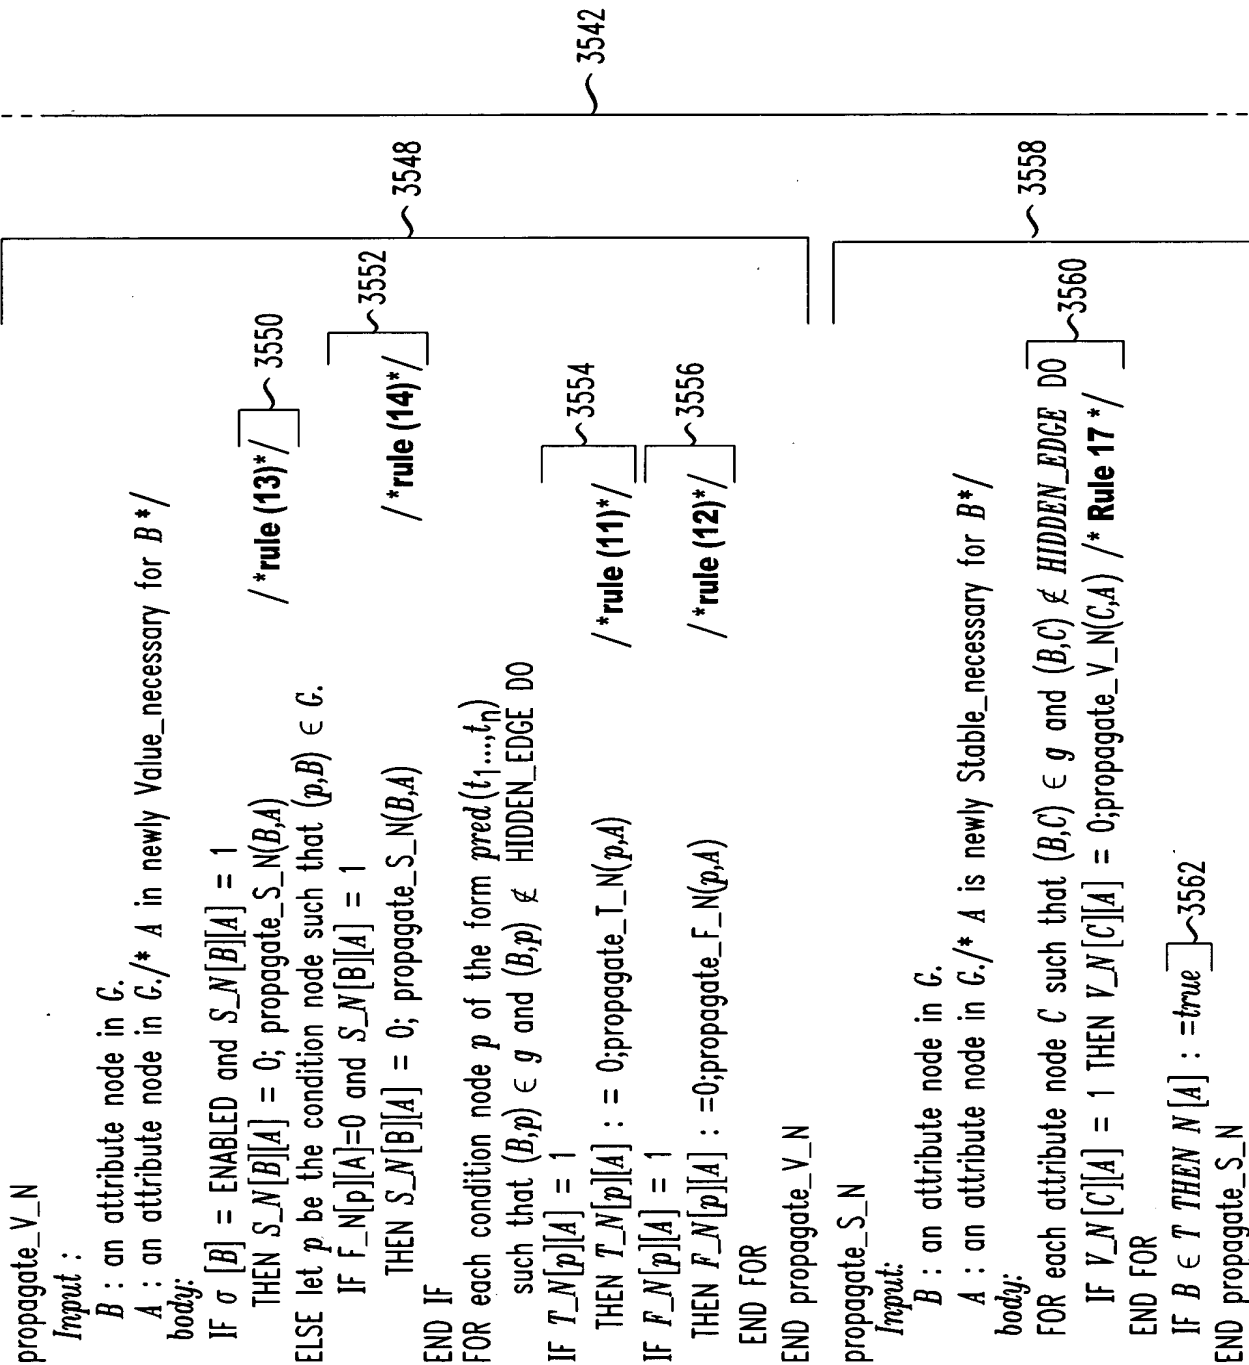 propagate_V_N
Input :
B : an attribute node in G.
A : an attribute node in G./* A in newly Value_necessary for B*/
body:
IF σ [B] = ENABLED and S_N[B][A] = 1
THEN S_N[B][A] = 0; propagate_S_N(B,A) /*rule (13)*/ 3550
ELSE let p be the condition node such that (p,B) ∈ G.
IF F_N[p][A]=0 and S_N[B][A] = 1
THEN S_N[B][A] = 0; propagate_S_N(B,A) /*rule (14)*/ 3552
END IF
FOR each condition node p of the form pred(t1...,tn)
such that (B,p) ∈ g and (B,p) ∉ HIDDEN_EDGE DO
IF T_N[p][A] = 1
THEN T_N[p][A] : = 0;propagate_T_N(p,A) /*rule (11)*/ 3554
IF F_N[p][A] = 1
THEN F_N[p][A] : =0;propagate_F_N(p,A) /*rule (12)*/ 3556
END FOR
END propagate_V_N
3548
3542
propagate_S_N
Input:
B : an attribute node in G.
A : an attribute node in G./* A is newly Stable_necessary for B*/
body:
FOR each attribute node C such that (B,C) ∈ g and (B,C) ∉ HIDDEN_EDGE DO
IF V_N[C][A] = 1 THEN V_N[C][A] = 0;propagate_V_N(C,A) /* Rule 17 */ 3560
END FOR
IF B ∈ T THEN N[A] : =true 3562
END propagate_S_N
3558